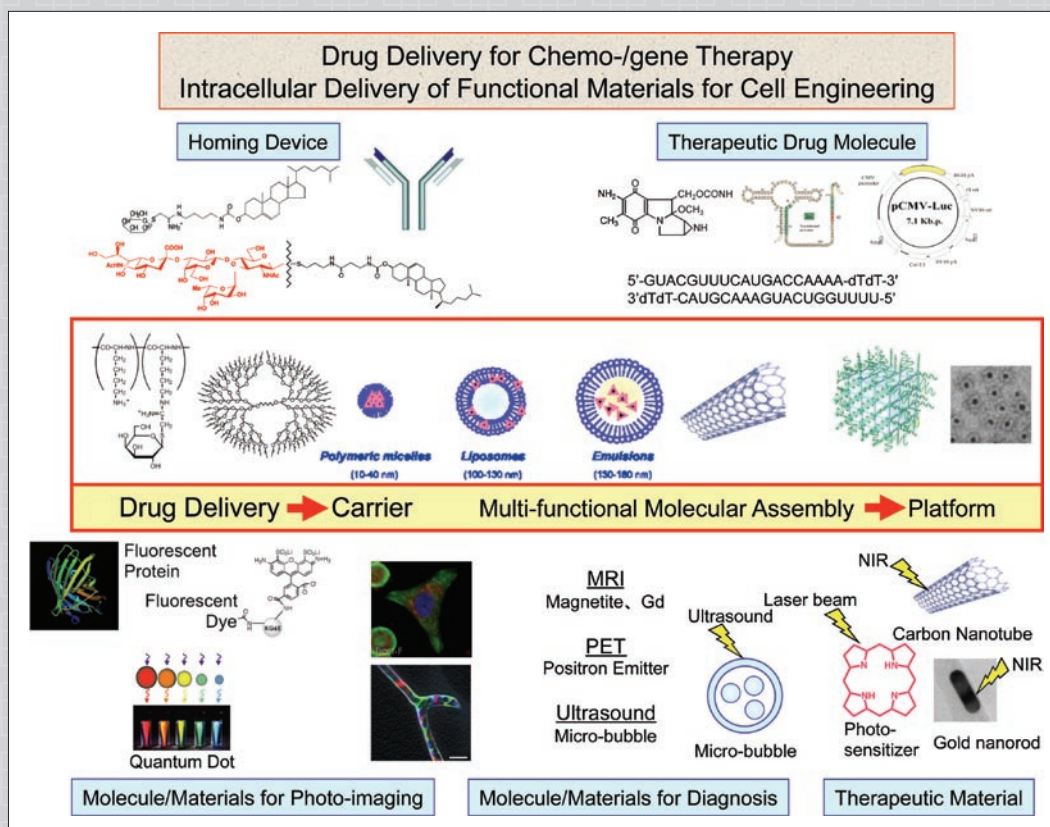 Drug Delivery for Chemo-/gene Therapy
Intracellular Delivery of Functional Materials for Cell Engineering
Homing Device
Therapeutic Drug Molecule
pCMV-Luc
7.1 Kb.p.
5'-GUACGUUUCAUGACCAAAA-dTdT-3'
3'dTdT-CAUGCAAAGUACUGGUUUU-5'
Polymeric micelles
(10-40 nm)
Liposomes
(100-130 nm)
Emulsions
(130-180 nm)
Drug Delivery
Carrier
Multi-functional Molecular Assembly
Platform
Fluorescent
Protein
Fluorescent
Dye
Quantum Dot
MRI
Magnetite、Gd
PET
Positron Emitter
Ultrasound
Micro-bubble
Ultrasound
Micro-bubble
Laser beam
Photo-
sensitizer
NIR
Carbon Nanotube
NIR
Gold nanorod
Molecule/Materials for Photo-imaging
Molecule/Materials for Diagnosis
Therapeutic Material